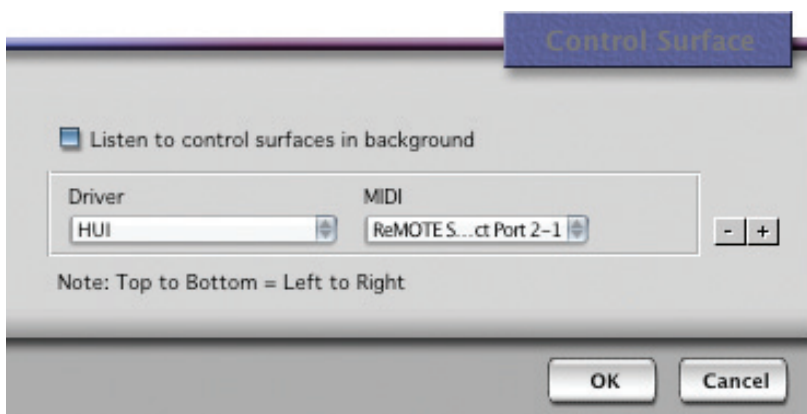 Control Surface
Listen to control surfaces in background
Driver MIDI
HUI ReMOTE S...ct Port 2-1
- +
Note: Top to Bottom = Left to Right
OK Cancel